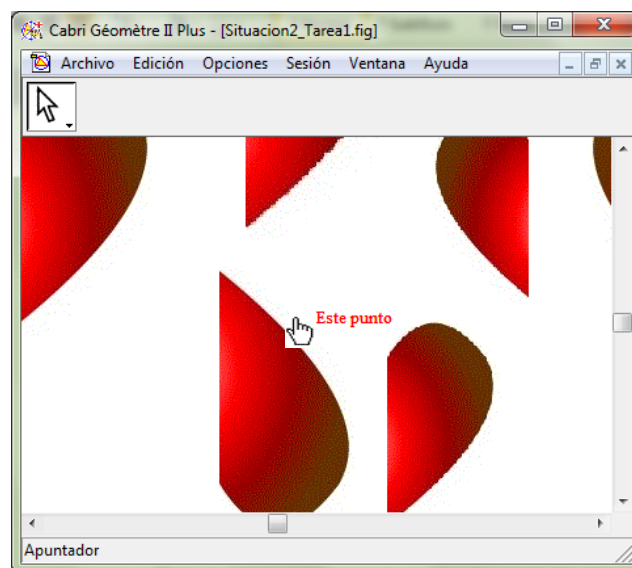 Cabri Géomètre II Plus - [Situacion2_Tarea1.fig]
Archivo Edición Opciones Sesión Ventana Ayuda
Este punto
Apuntador